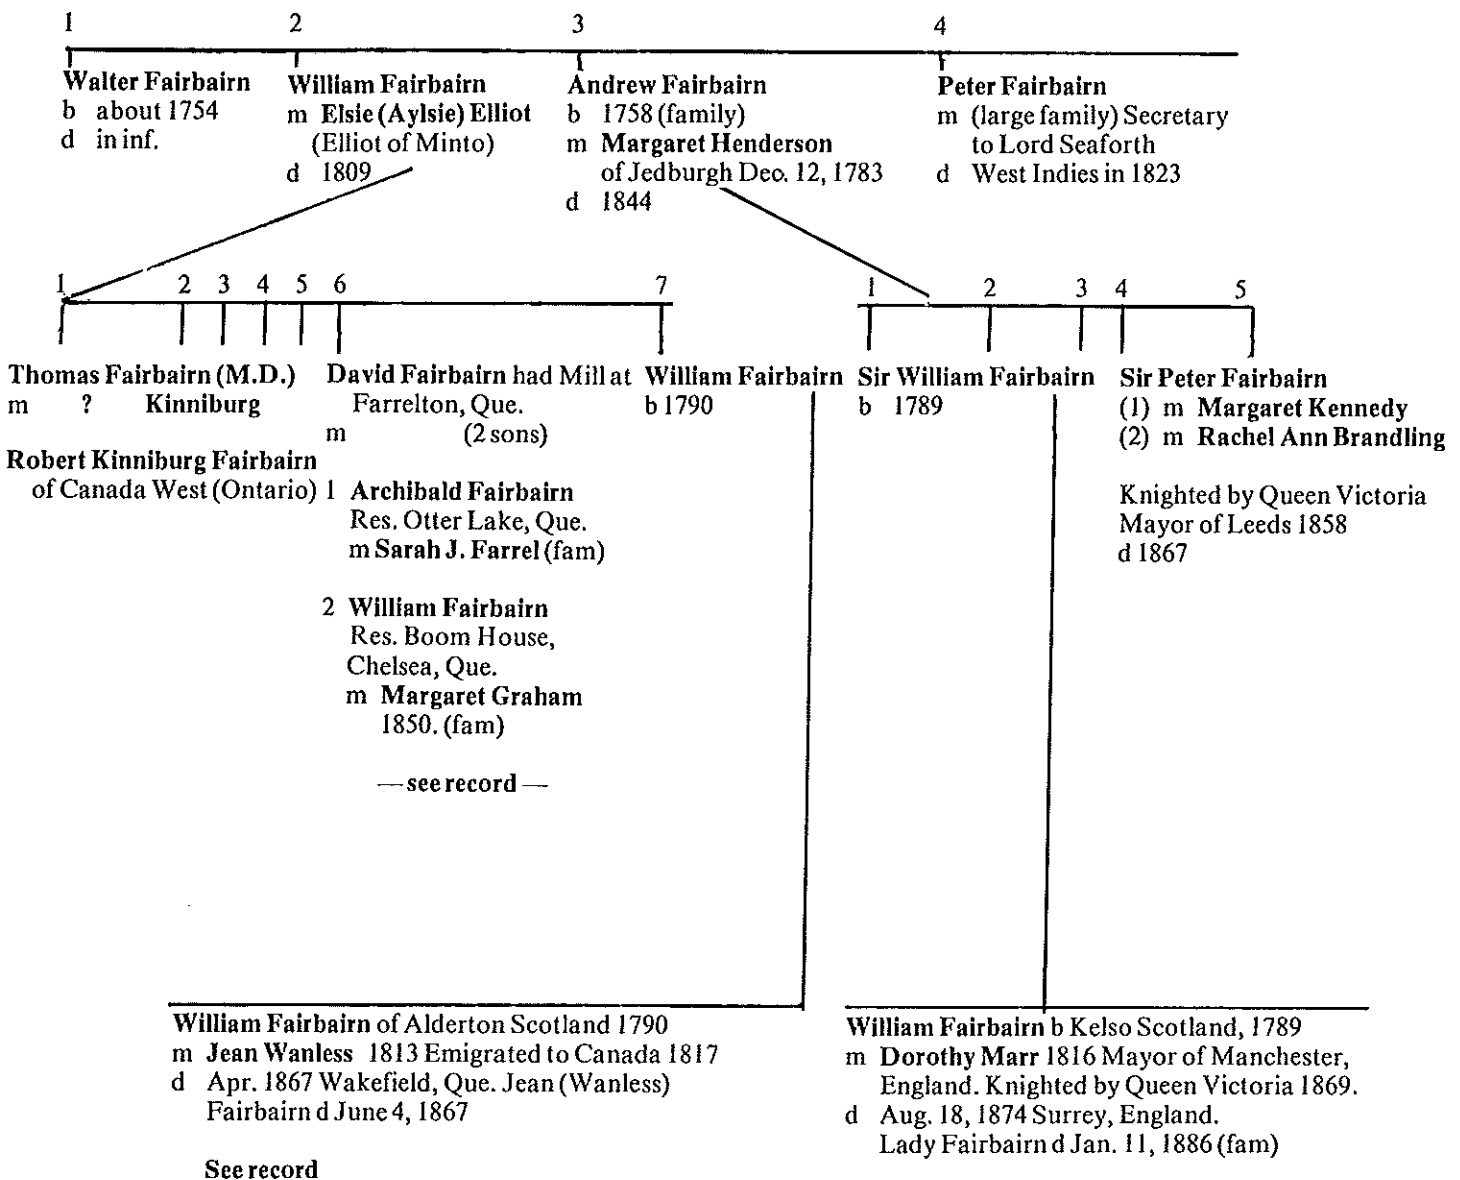 1 2 3 4
Walter Fairbairn
b about 1754
d in inf.
William Fairbairn
m Elsie (Aylsie) Elliot
(Elliot of Minto)
d 1809
Andrew Fairbairn
b 1758 (family)
m Margaret Henderson
of Jedburgh Dec. 12, 1783
d 1844
Peter Fairbairn
m (large family) Secretary
to Lord Seaforth
d West Indies in 1823
1 2 3 4 5 6 7
1 2 3 4 5
Thomas Fairbairn (M.D.)
m ? Kinniburg
Robert Kinniburg Fairbairn
of Canada West (Ontario)
David Fairbairn had Mill at
Farrelton, Que.
m (2 sons)
1 Archibald Fairbairn
Res. Otter Lake, Que.
m Sarah J. Farrel (fam)
2 William Fairbairn
Res. Boom House,
Chelsea, Que.
m Margaret Graham
1850. (fam)
— see record —
William Fairbairn
b 1790
Sir William Fairbairn
b 1789
Sir Peter Fairbairn
(1) m Margaret Kennedy
(2) m Rachel Ann Brandling
Knighted by Queen Victoria
Mayor of Leeds 1858
d 1867
William Fairbairn of Alderton Scotland 1790
m Jean Wanless 1813 Emigrated to Canada 1817
d Apr. 1867 Wakefield, Que. Jean (Wanless)
Fairbairn d June 4, 1867
See record
William Fairbairn b Kelso Scotland, 1789
m Dorothy Marr 1816 Mayor of Manchester,
England. Knighted by Queen Victoria 1869.
d Aug. 18, 1874 Surrey, England.
Lady Fairbairn d Jan. 11, 1886 (fam)